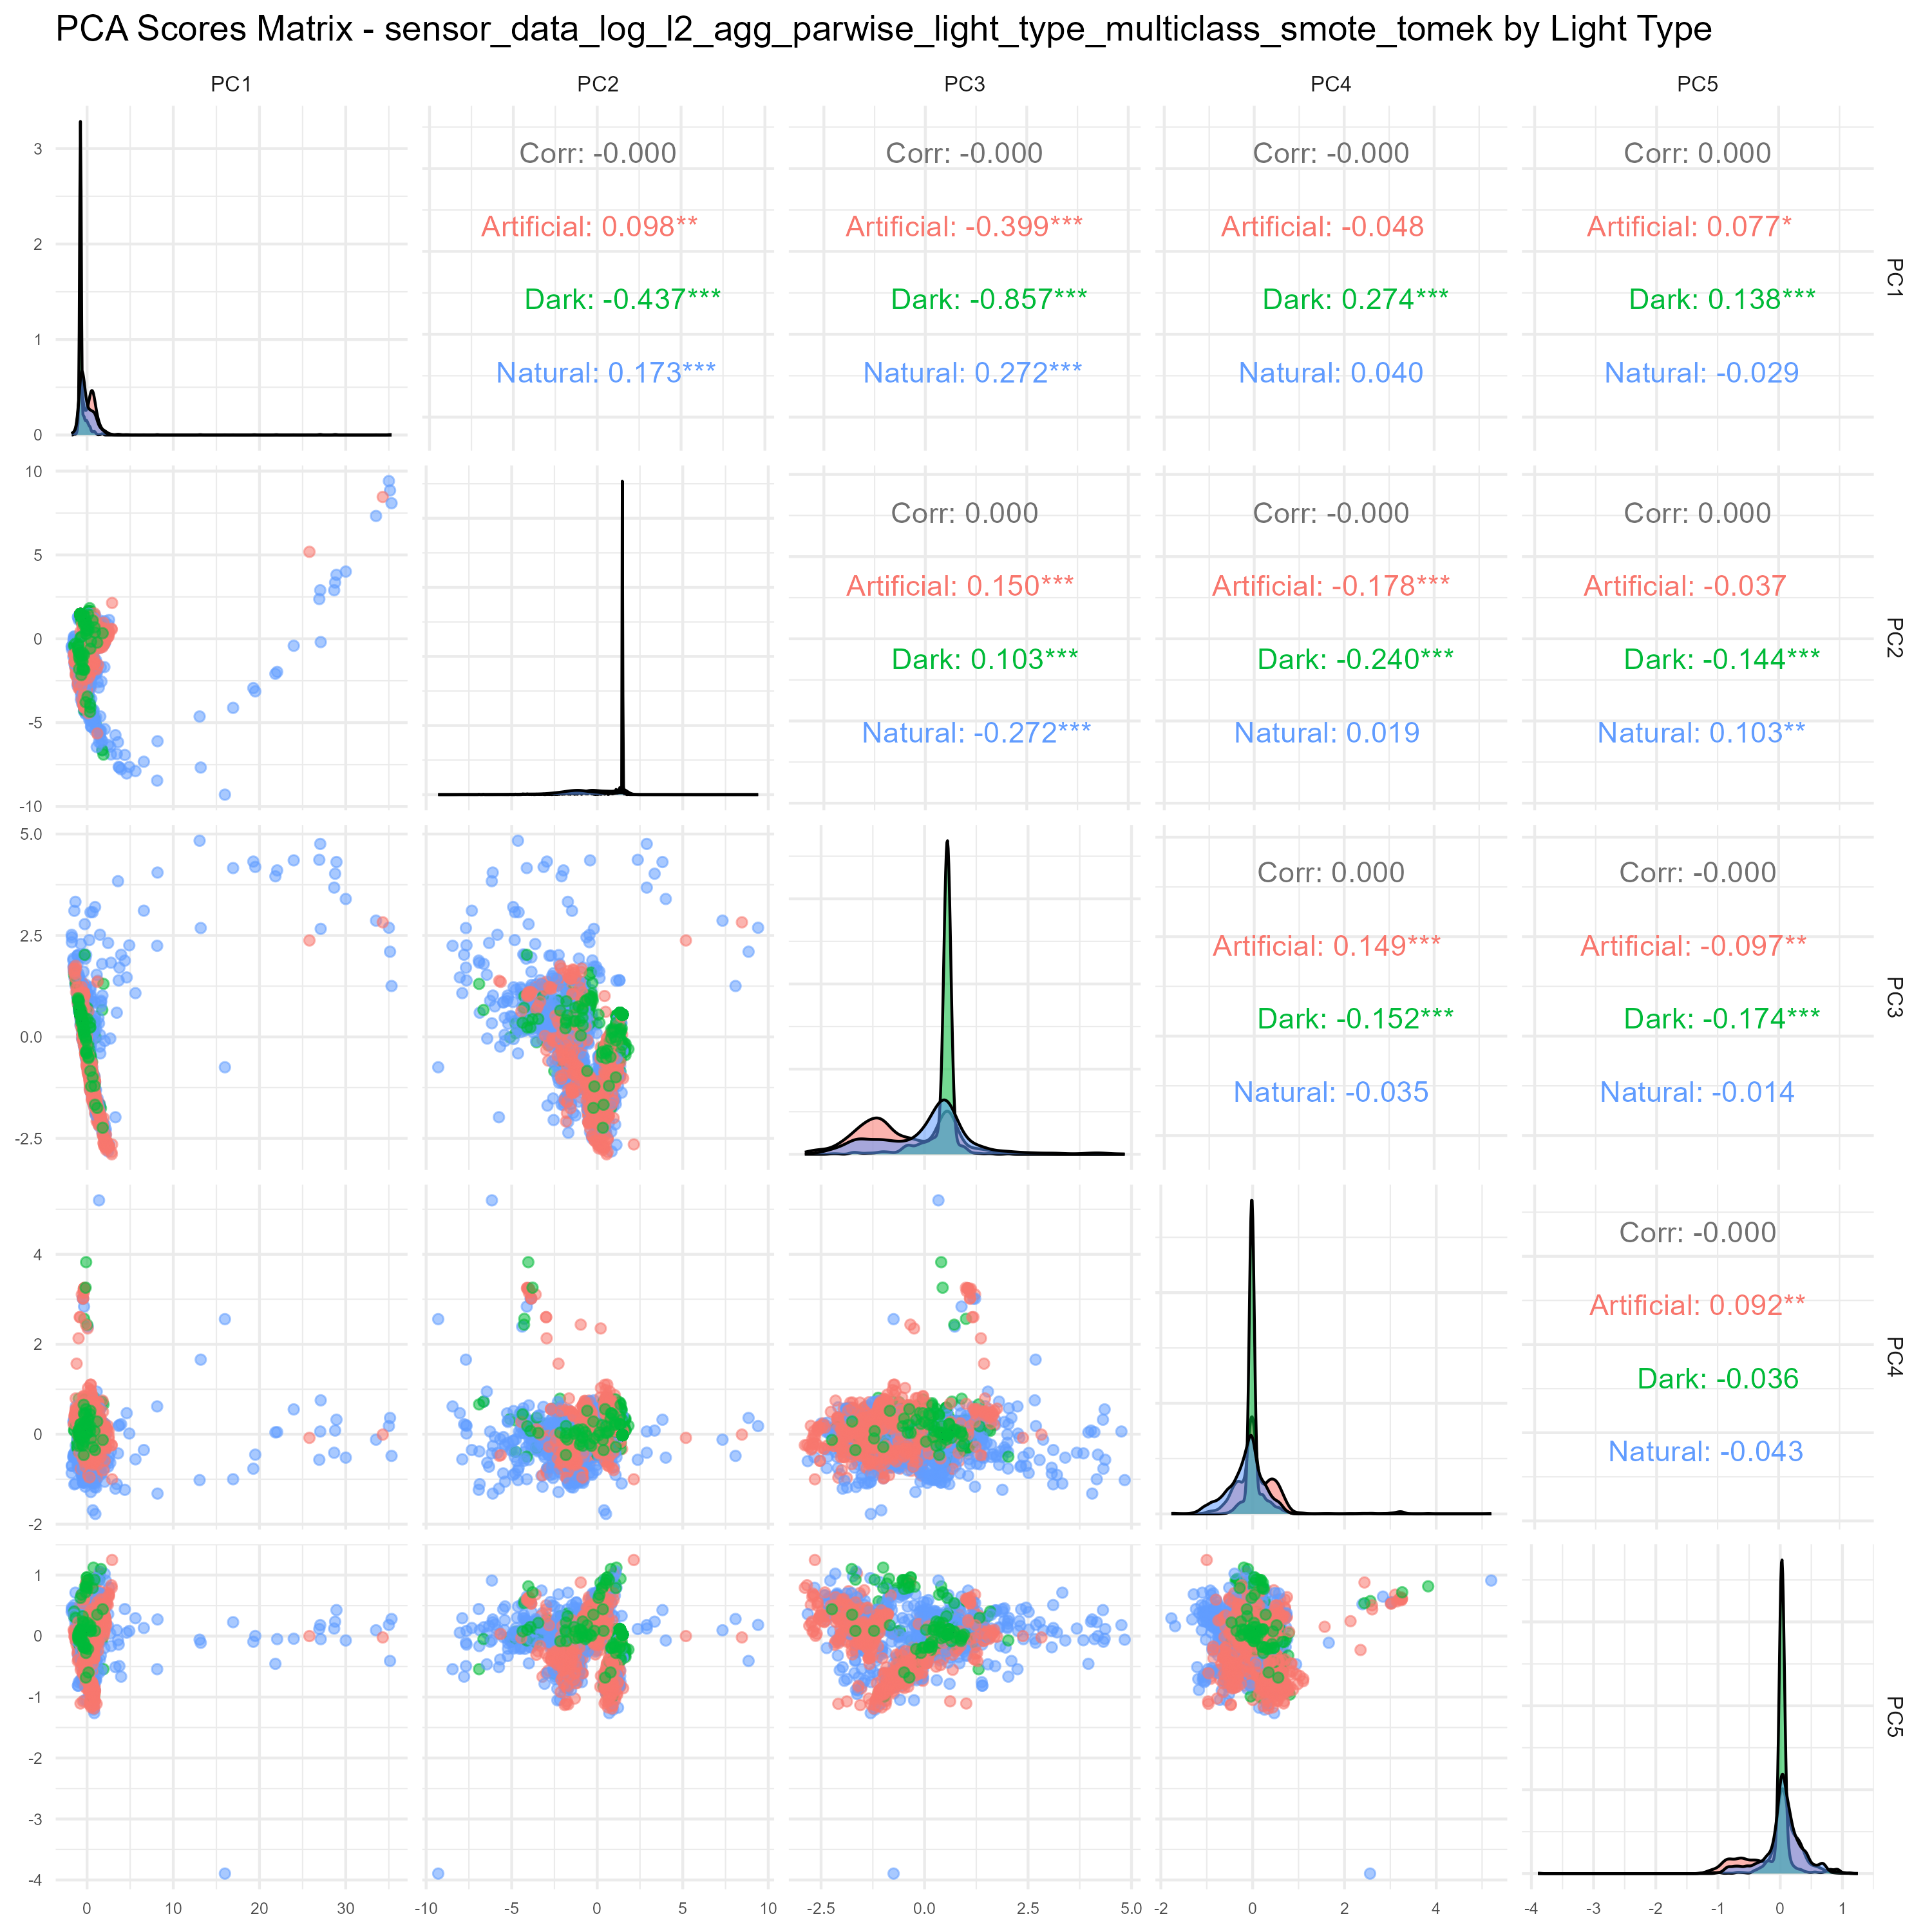 PCA Scores Matrix - sensor_data_log_l2_agg_parwise_light_type_multiclass_smote_tomek by Light Type
PC1 PC2 PC3 PC4 PC5
3
2
1
0
Corr: -0.000
Artificial: 0.098**
Dark: -0.437***
Natural: 0.173***
Corr: -0.000
Artificial: -0.399***
Dark: -0.857***
Natural: 0.272***
Corr: -0.000
Artificial: -0.048
Dark: 0.274***
Natural: 0.040
Corr: 0.000
Artificial: 0.077*
Dark: 0.138***
Natural: -0.029
PC1
10
5
0
-5
-10
Corr: 0.000
Artificial: 0.150***
Dark: 0.103***
Natural: -0.272***
Corr: -0.000
Artificial: -0.178***
Dark: -0.240***
Natural: 0.019
Corr: 0.000
Artificial: -0.037
Dark: -0.144***
Natural: 0.103**
PC2
5.0
2.5
0.0
-2.5
Corr: 0.000
Artificial: 0.149***
Dark: -0.152***
Natural: -0.035
Corr: -0.000
Artificial: -0.097**
Dark: -0.174***
Natural: -0.014
PC3
4
2
0
-2
Corr: -0.000
Artificial: 0.092**
Dark: -0.036
Natural: -0.043
PC4
1
0
-1
-2
-3
-4
PC5
0 10 20 30
-10 -5 0 5 10
-2.5 0.0 2.5 5.0
-2 0 2 4
-4 -3 -2 -1 0 1